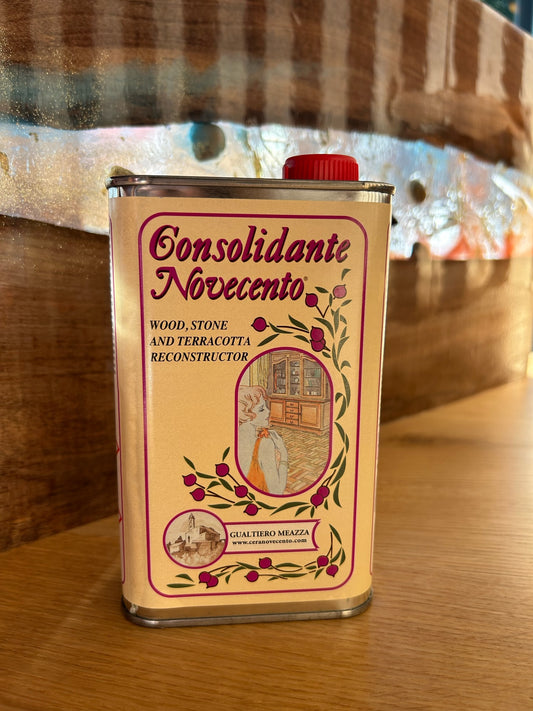 Consolidante
Novecento®
WOOD, STONE
AND TERRACOTTA
RECONSTRUCTOR
GUALTIERO MEAZZA
www.ceranovecento.com